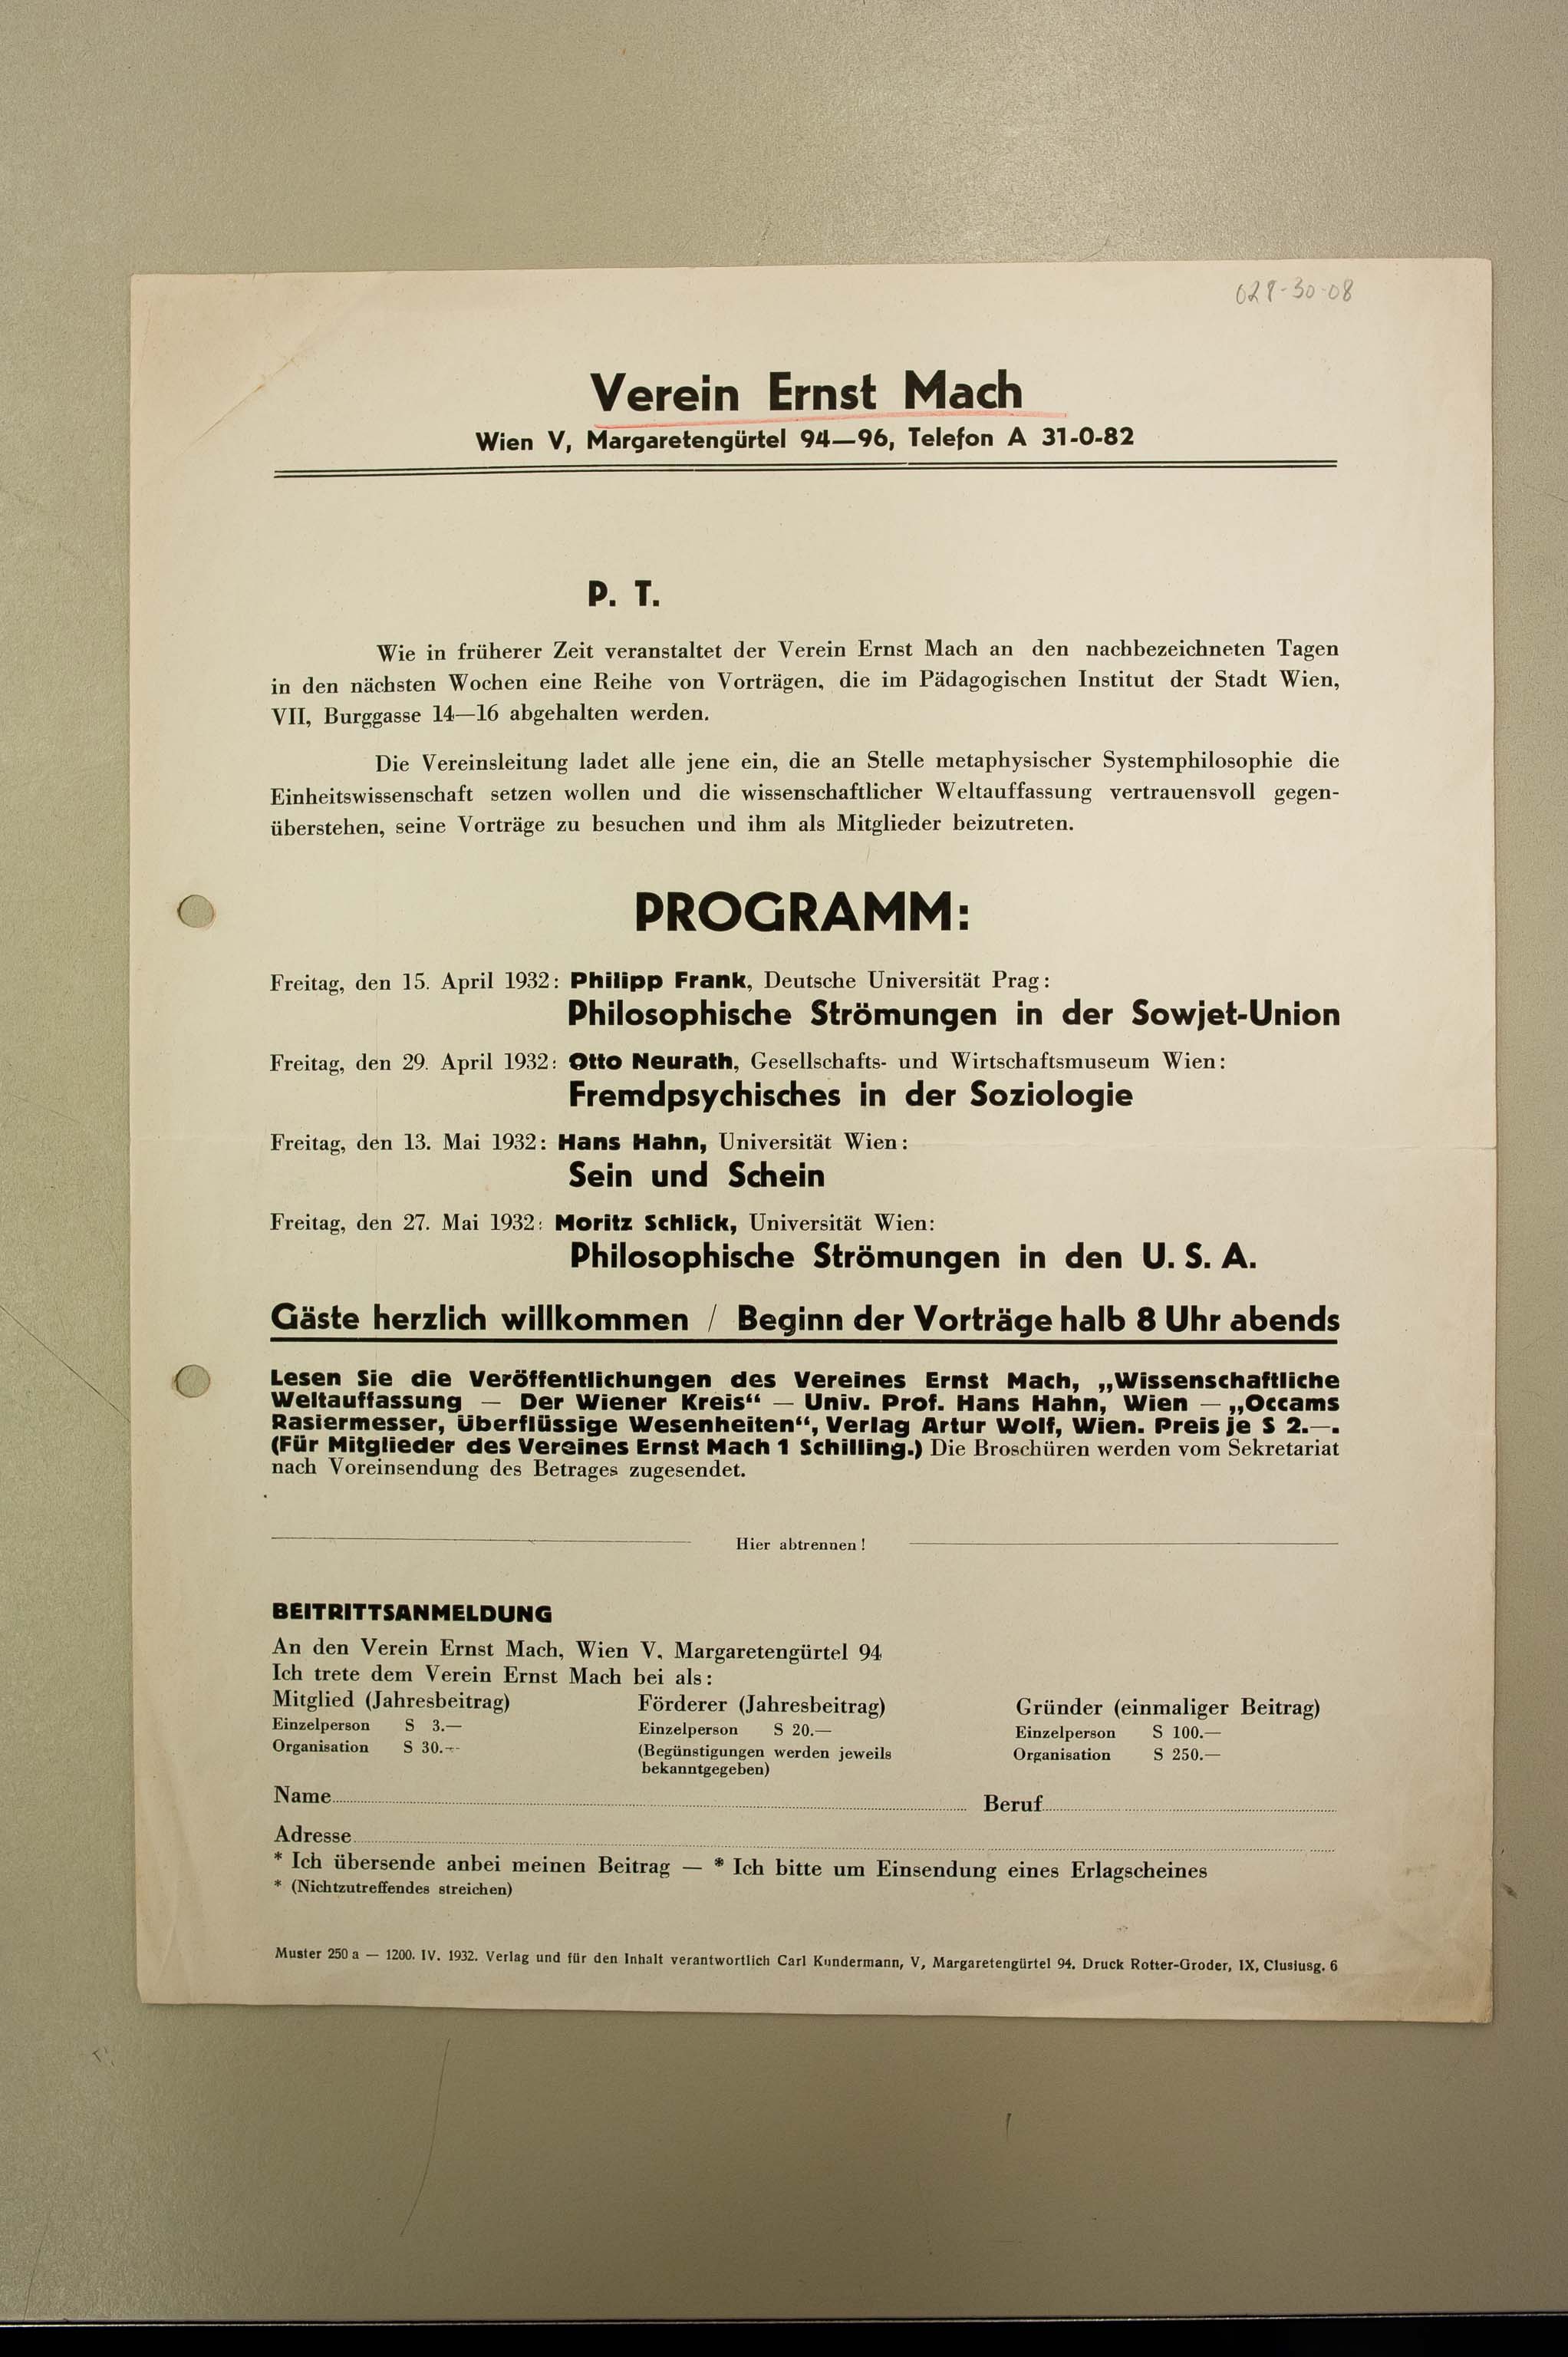 028-30-08
Verein Ernst Mach
Wien V, Margaretengürtel 94—96, Telefon A 31-0-82
P. T.
Wie in früherer Zeit veranstaltet der Verein Ernst Mach an den nachbezeichneten Tagen
in den nächsten Wochen eine Reihe von Vorträgen, die im Pädagogischen Institut der Stadt Wien,
VII, Burggasse 14—16 abgehalten werden.
Die Vereinsleitung ladet alle jene ein, die an Stelle metaphysischer Systemphilosophie die
Einheitswissenschaft setzen wollen und die wissenschaftlicher Weltauffassung vertrauensvoll gegen-
überstehen, seine Vorträge zu besuchen und ihm als Mitglieder beizutreten.
PROGRAMM:
Freitag, den 15. April 1932: Philipp Frank, Deutsche Universität Prag:
Philosophische Strömungen in der Sowjet-Union
Freitag, den 29. April 1932: Otto Neurath, Gesellschafts- und Wirtschaftsmuseum Wien:
Fremdpsychisches in der Soziologie
Freitag, den 13. Mai 1932: Hans Hahn, Universität Wien:
Sein und Schein
Freitag, den 27. Mai 1932: Moritz Schlick, Universität Wien:
Philosophische Strömungen in den U. S. A.
Gäste herzlich willkommen / Beginn der Vorträge halb 8 Uhr abends
Lesen Sie die Veröffentlichungen des Vereines Ernst Mach, „Wissenschaftliche
Weltauffassung — Der Wiener Kreis“ — Univ. Prof. Hans Hahn, Wien — „Occams
Rasiermesser, Überflüssige Wesenheiten“, Verlag Artur Wolf, Wien. Preis je S 2.—.
(Für Mitglieder des Vereines Ernst Mach 1 Schilling.) Die Broschüren werden vom Sekretariat
nach Voreinsendung des Betrages zugesendet.
Hier abtrennen!
BEITRITTSANMELDUNG
An den Verein Ernst Mach, Wien V, Margaretengürtel 94
Ich trete dem Verein Ernst Mach bei als:
Mitglied (Jahresbeitrag) Förderer (Jahresbeitrag) Gründer (einmaliger Beitrag)
Einzelperson S 3.— Einzelperson S 20.— Einzelperson S 100.—
Organisation S 30.— (Begünstigungen werden jeweils Organisation S 250.—
bekanntgegeben)
Name Beruf
Adresse
* Ich übersende anbei meinen Beitrag — * Ich bitte um Einsendung eines Erlagscheines
* (Nichtzutreffendes streichen)
Muster 250 a — 1200. IV. 1932. Verlag und für den Inhalt verantwortlich Carl Kundermann, V, Margaretengürtel 94. Druck Rotter-Groder, IX, Clusiusg. 6